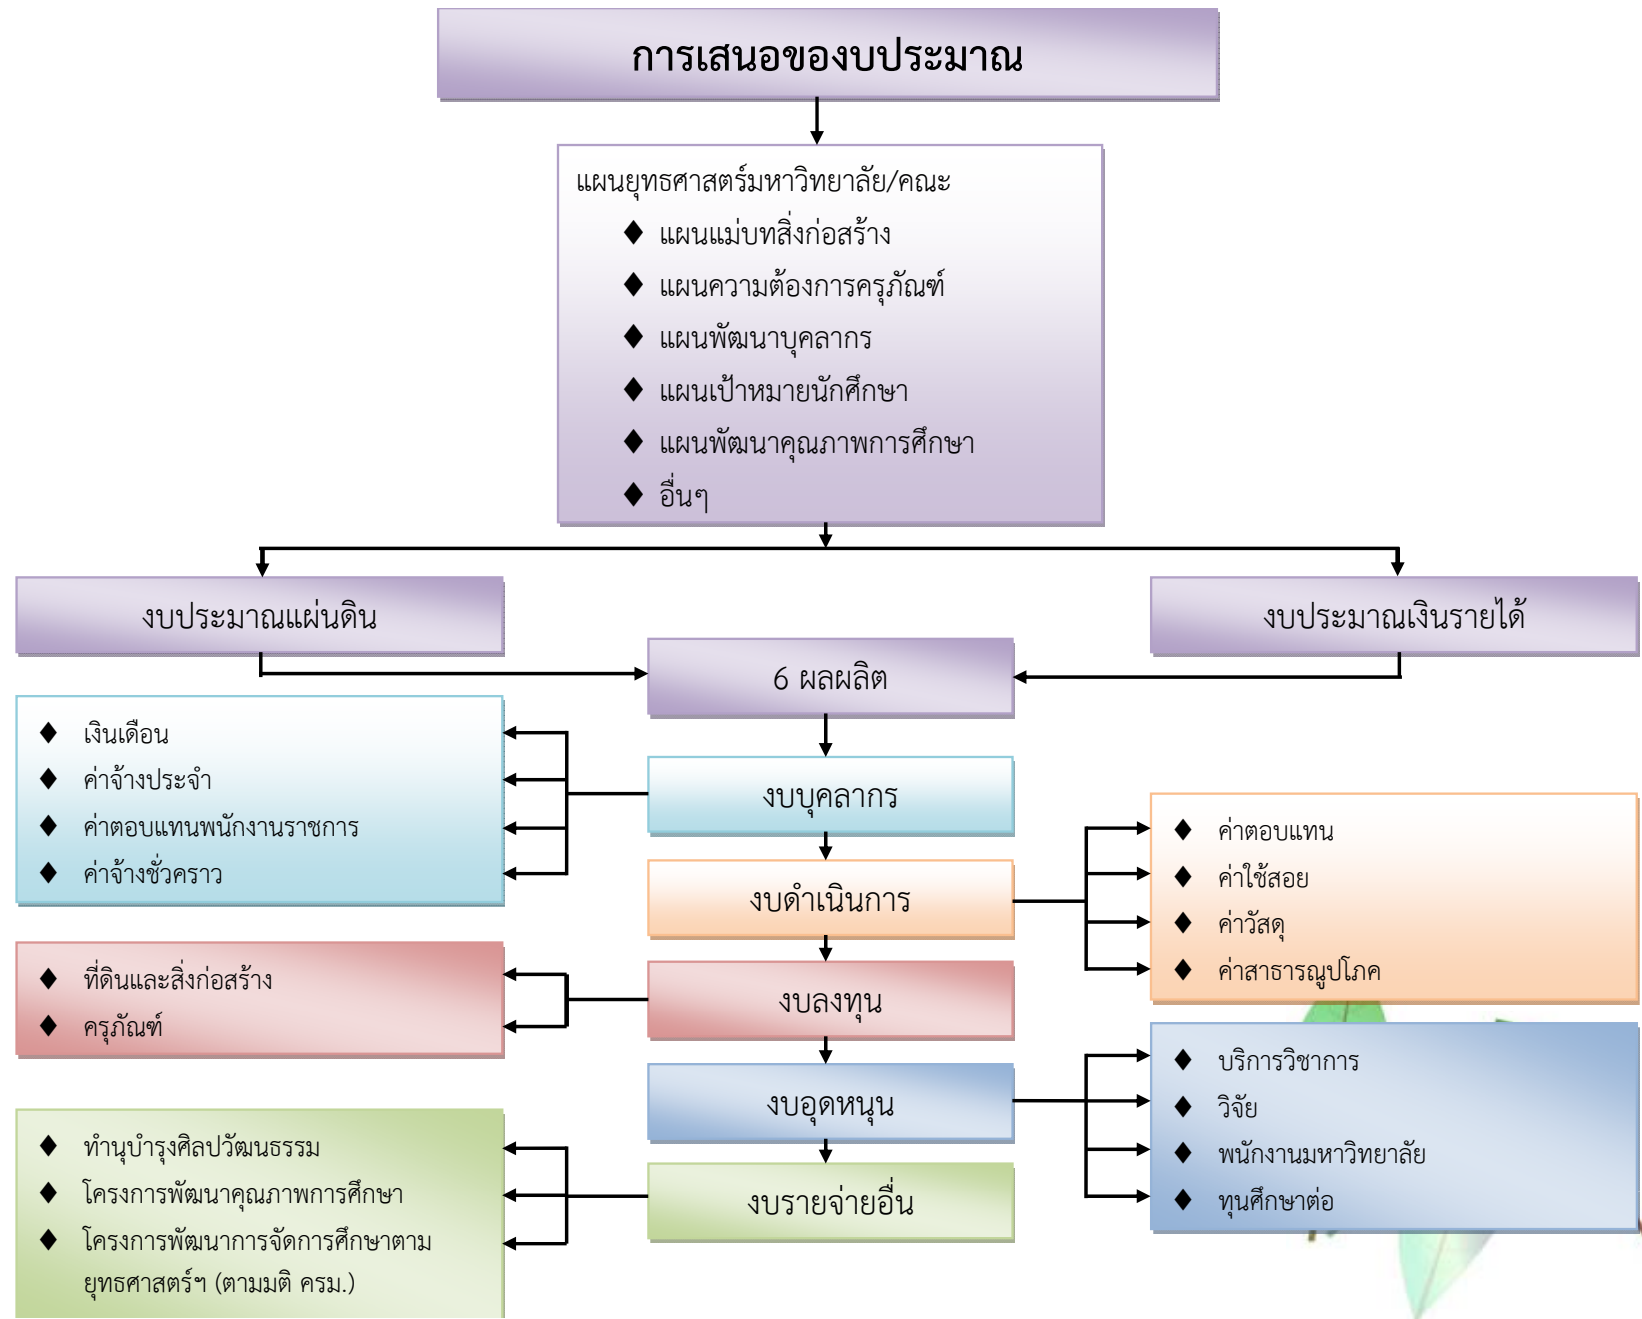 การเสนอของบประมาณ
แผนยุทธศาสตร์มหาวิทยาลัย/คณะ
♦ แผนแม่บทสิ่งก่อสร้าง
♦ แผนความต้องการครุภัณฑ์
♦ แผนพัฒนาบุคลากร
♦ แผนเป้าหมายนักศึกษา
♦ แผนพัฒนาคุณภาพการศึกษา
♦ อื่นๆ
งบประมาณแผ่นดิน
งบประมาณเงินรายได้
6 ผลผลิต
งบบุคลากร
♦ เงินเดือน
♦ ค่าจ้างประจำ
♦ ค่าตอบแทนพนักงานราชการ
♦ ค่าจ้างชั่วคราว
งบดำเนินการ
♦ ค่าตอบแทน
♦ ค่าใช้สอย
♦ ค่าวัสดุ
♦ ค่าสาธารณูปโภค
งบลงทุน
♦ ที่ดินและสิ่งก่อสร้าง
♦ ครุภัณฑ์
งบอุดหนุน
♦ บริการวิชาการ
♦ วิจัย
♦ พนักงานมหาวิทยาลัย
♦ ทุนศึกษาต่อ
งบรายจ่ายอื่น
♦ ทำนุบำรุงศิลปวัฒนธรรม
♦ โครงการพัฒนาคุณภาพการศึกษา
♦ โครงการพัฒนาการจัดการศึกษาตาม
ยุทธศาสตร์ฯ (ตามมติ ครม.)